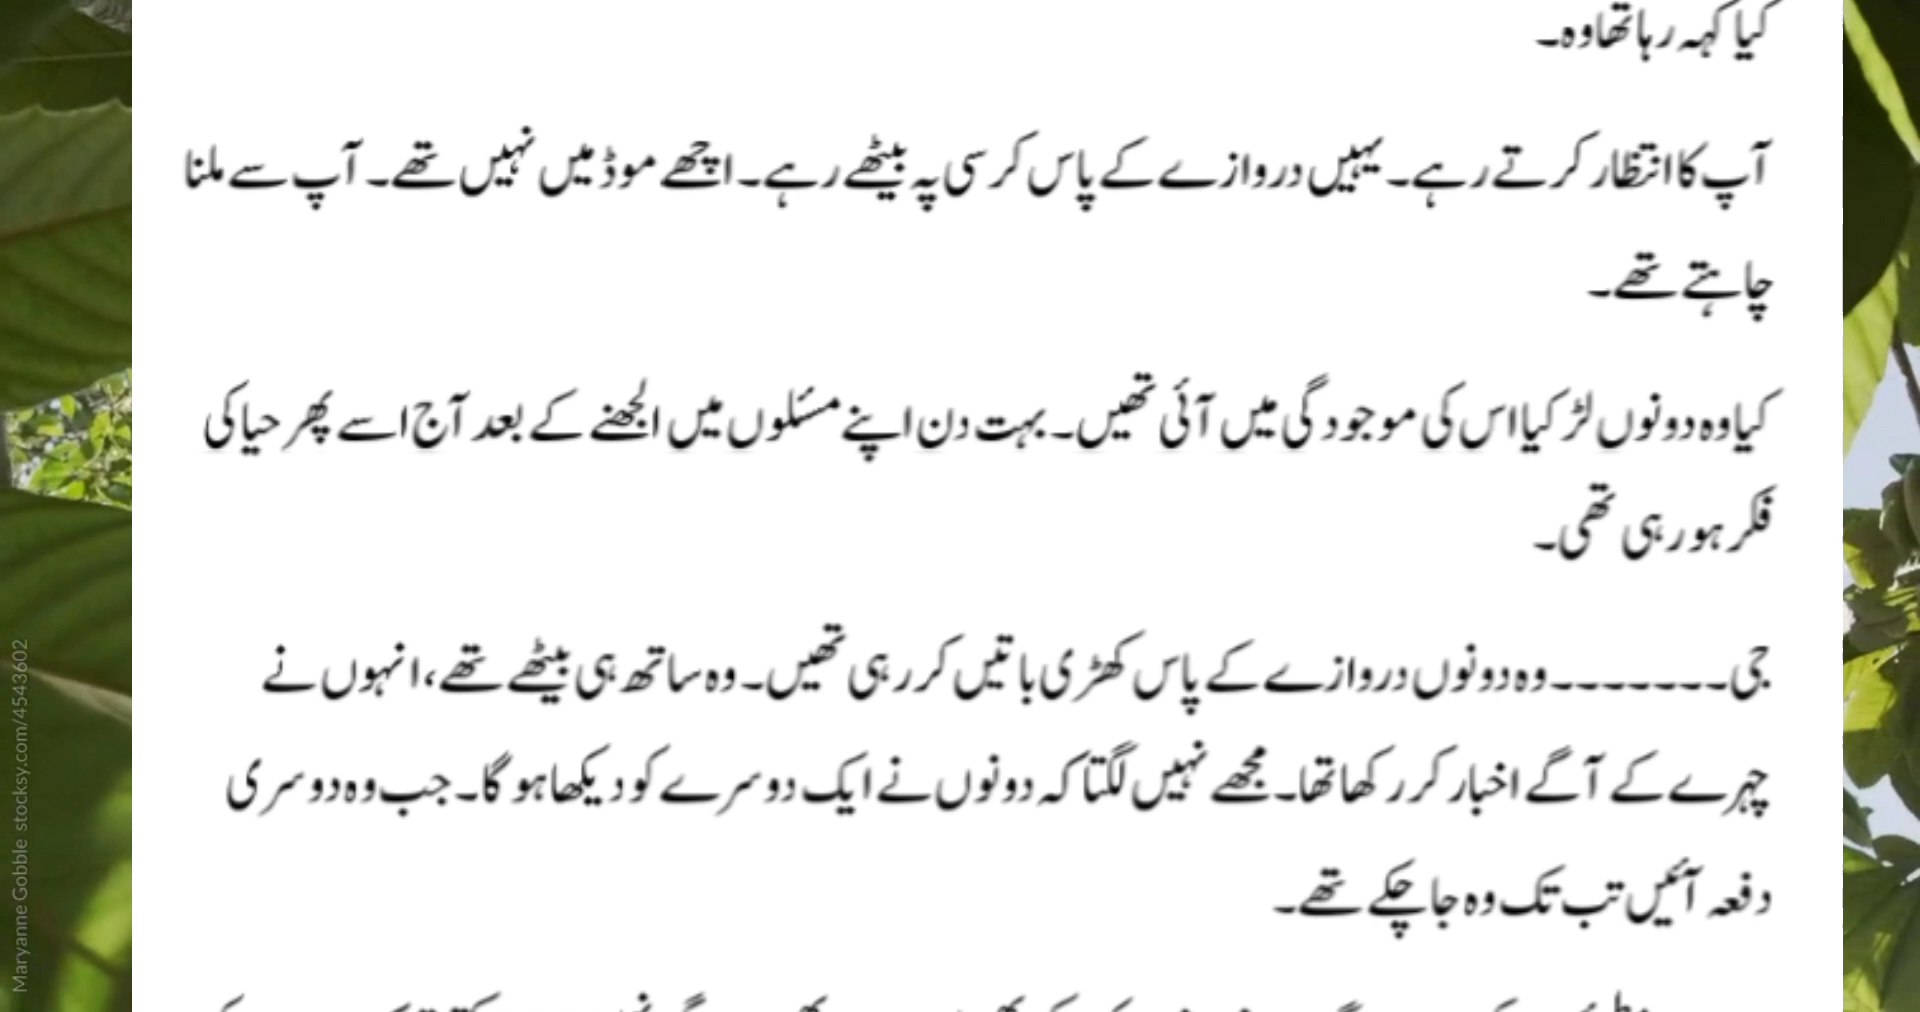 کیا کہہ رہا تھا وہ۔
آپ کا انتظار کرتے رہے۔ یہیں دروازے کے پاس کرسی پہ بیٹھے رہے۔ اچھے موڈ میں نہیں تھے۔ آپ سے ملنا
چاہتے تھے۔
کیا وہ دونوں لڑکیا اس کی موجودگی میں آئی تھیں۔ بہت دن اپنے مسئلوں میں الجھنے کے بعد آج اسے پھر حیا کی
فکر ہو رہی تھی۔
جی۔۔۔۔۔۔۔وہ دونوں دروازے کے پاس کھڑی باتیں کر رہی تھیں۔ وہ ساتھ ہی بیٹھے تھے، انہوں نے
چہرے کے آگے اخبار کر رکھا تھا۔ مجھے نہیں لگتا کہ دونوں نے ایک دوسرے کو دیکھا ہو گا۔ جب وہ دوسری
دفعہ آئیں تب تک وہ جا چکے تھے۔
Maryanne Gobble stocksy.com/4543602